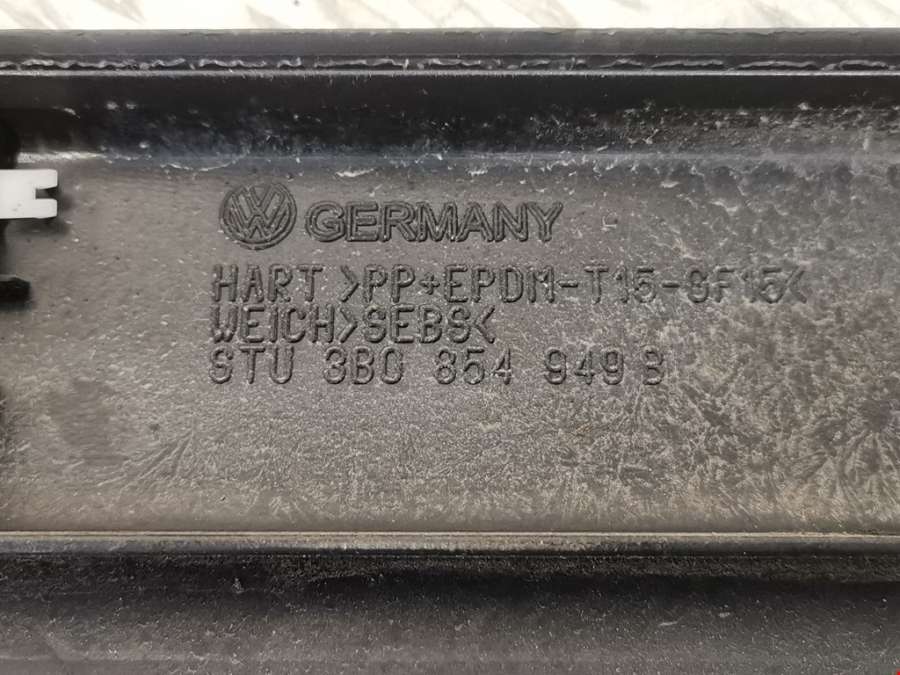 GERMANY
HART >PP+EPDM-T15-GF15<
WEICH>SEBS<
STU 3B0 854 949 B